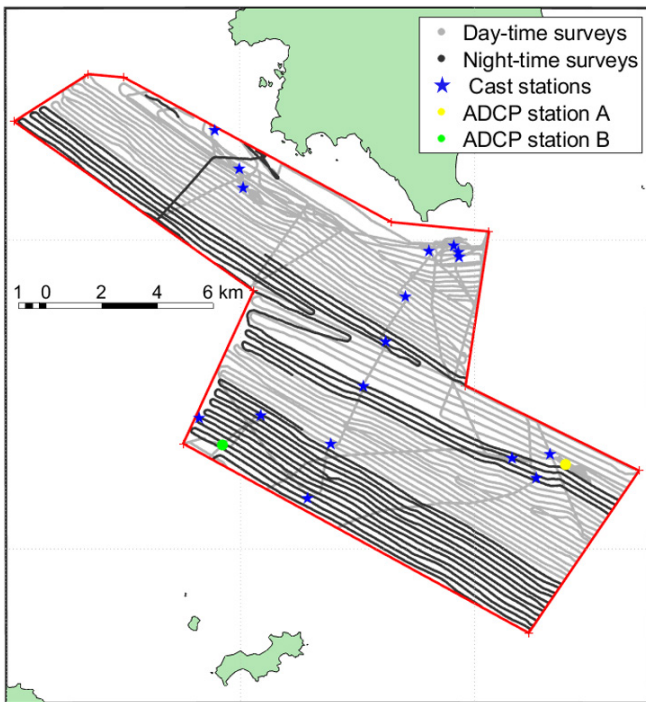 Day-time surveys
Night-time surveys
Cast stations
ADCP station A
ADCP station B
1 0 2 4 6 km